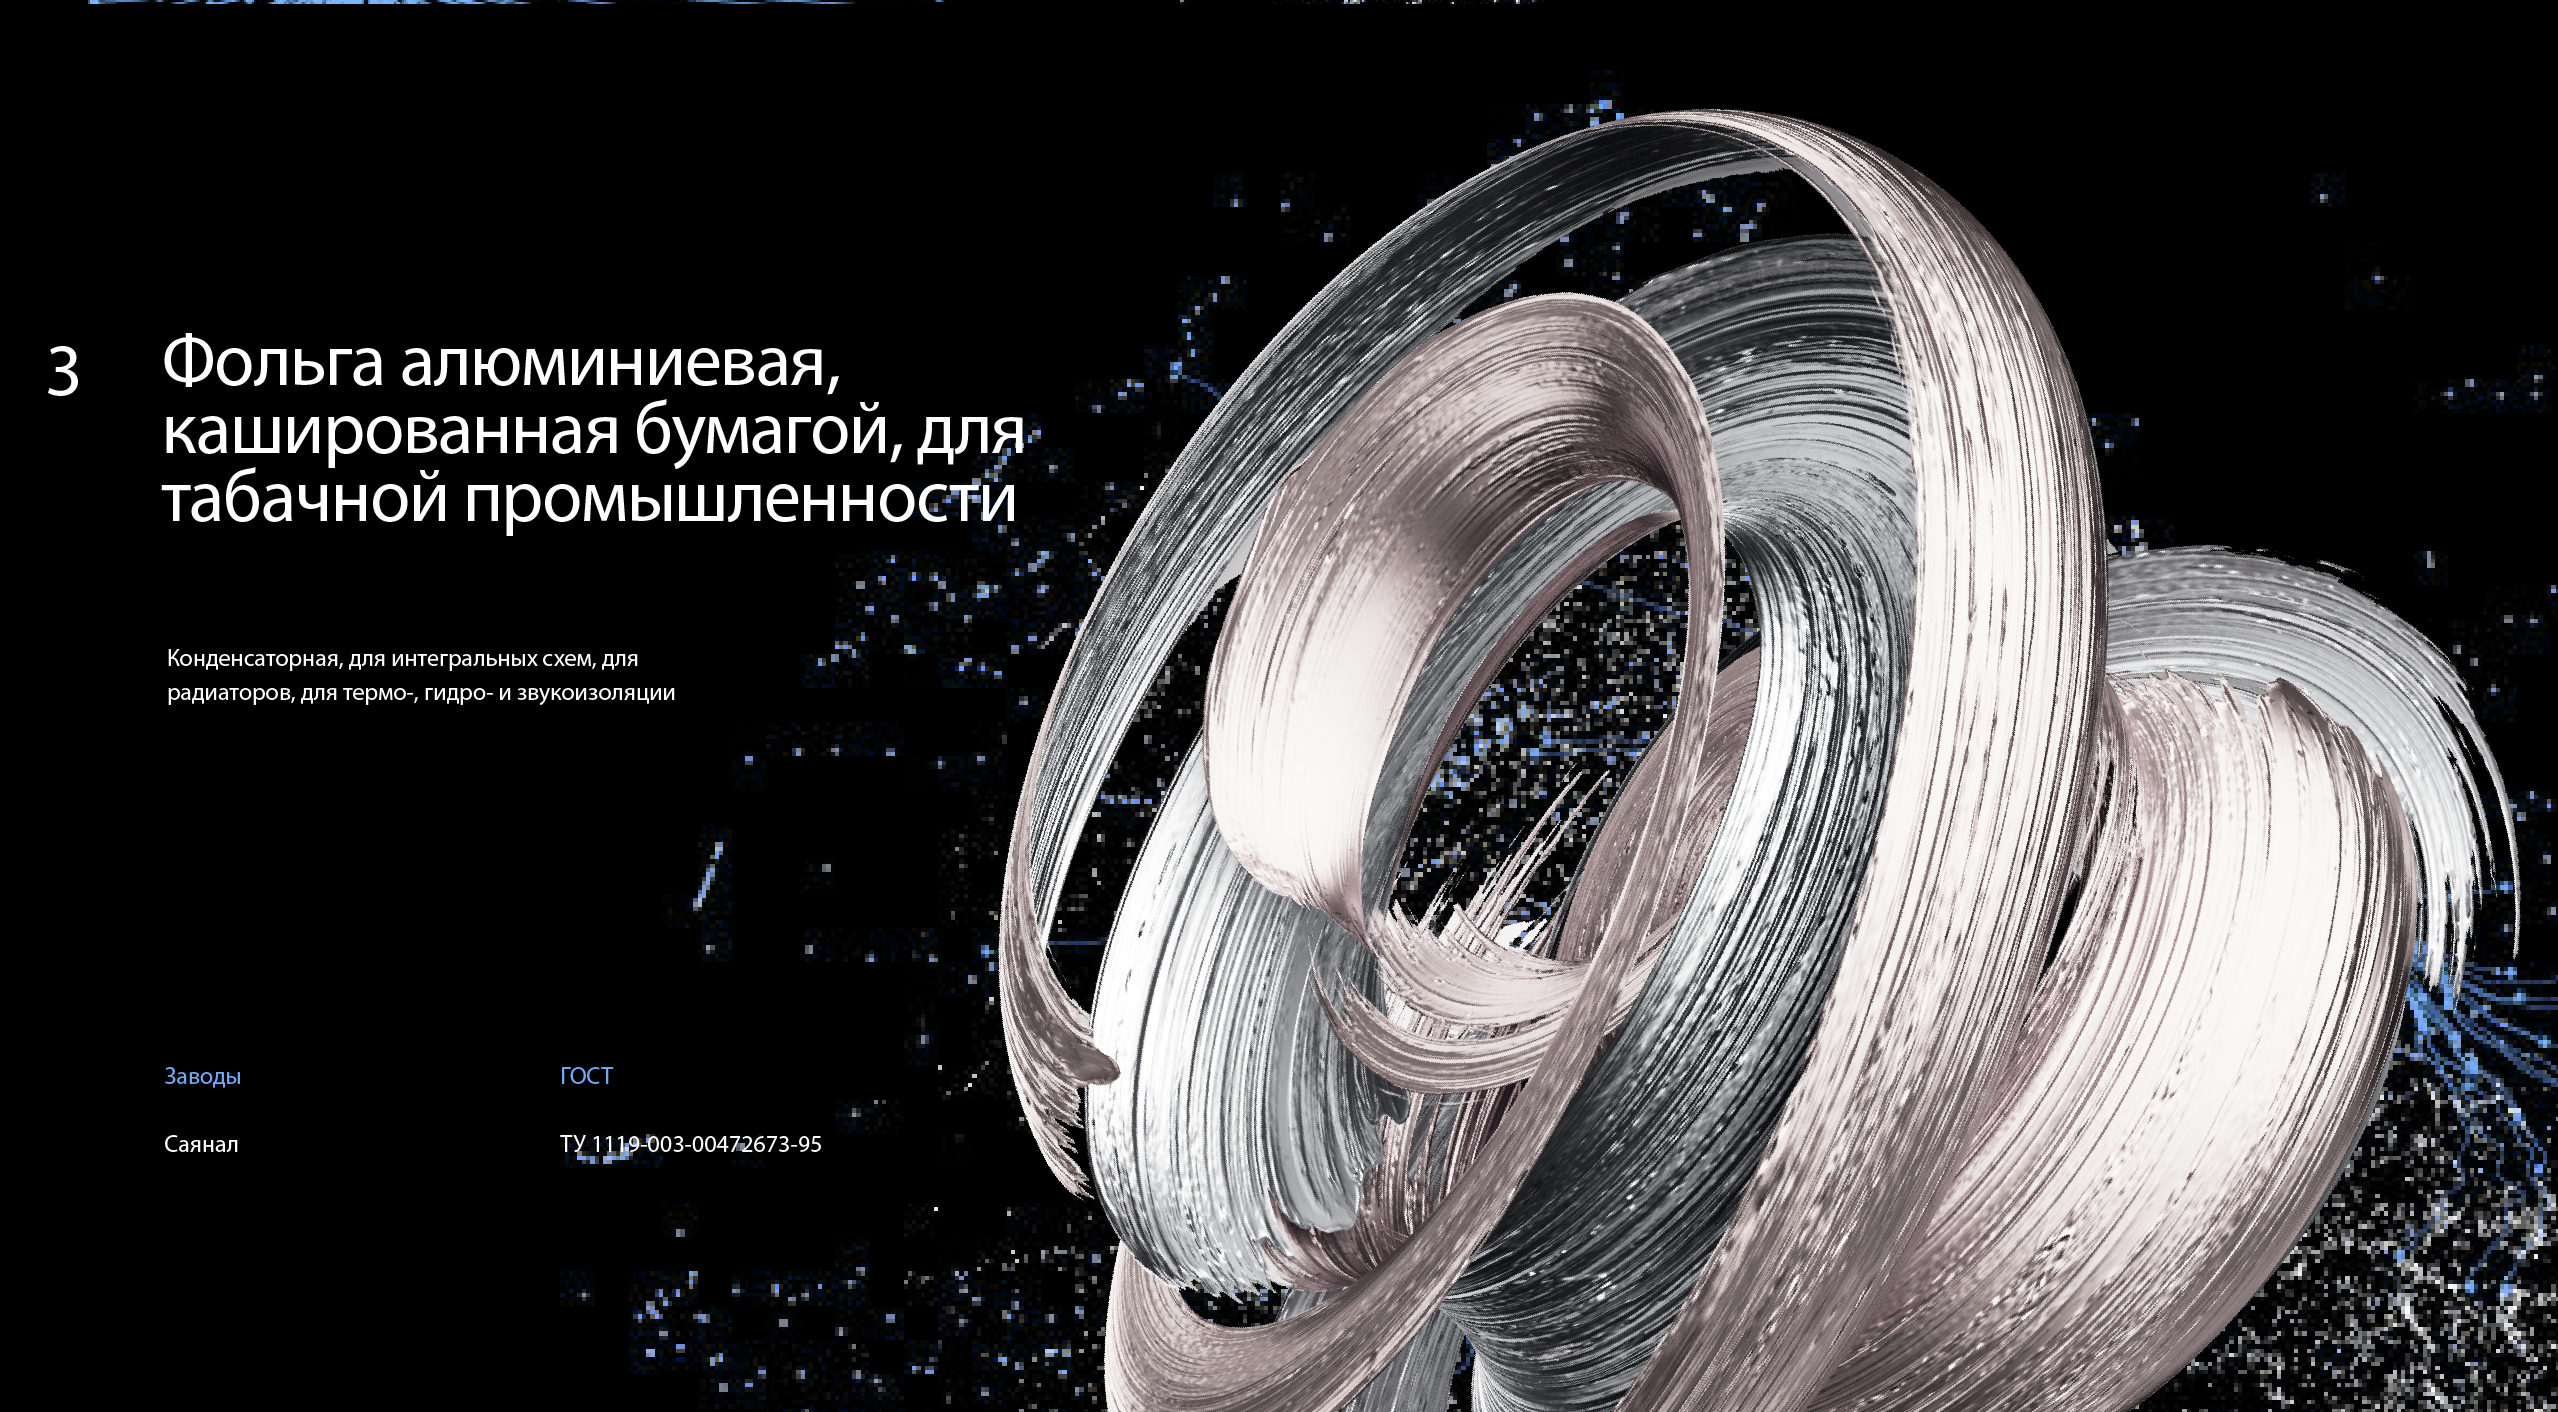 3
Фольга алюминиевая,
кашированная бумагой, для
табачной промышленности
Конденсаторная, для интегральных схем, для
радиаторов, для термо-, гидро- и звукоизоляции
Заводы
ГОСТ
Саянал
ТУ 1119-003-00472673-95